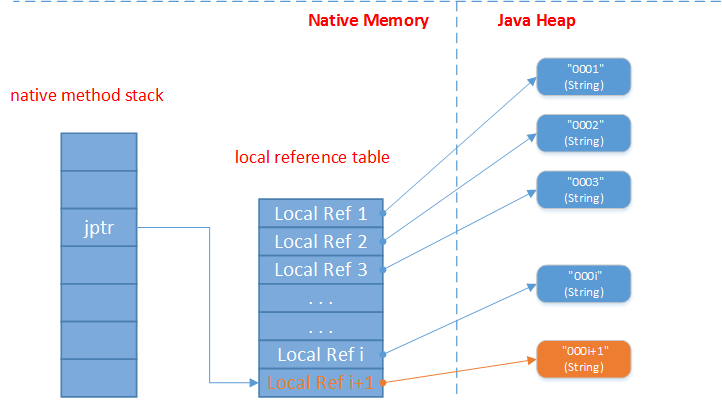 Native Memory
Java Heap
native method stack
local reference table
jptr
Local Ref 1
Local Ref 2
Local Ref 3
. . .
. . .
Local Ref i
Local Ref i+1
"0001"
(String)
"0002"
(String)
"0003"
(String)
"000i"
(String)
"000i+1"
(String)